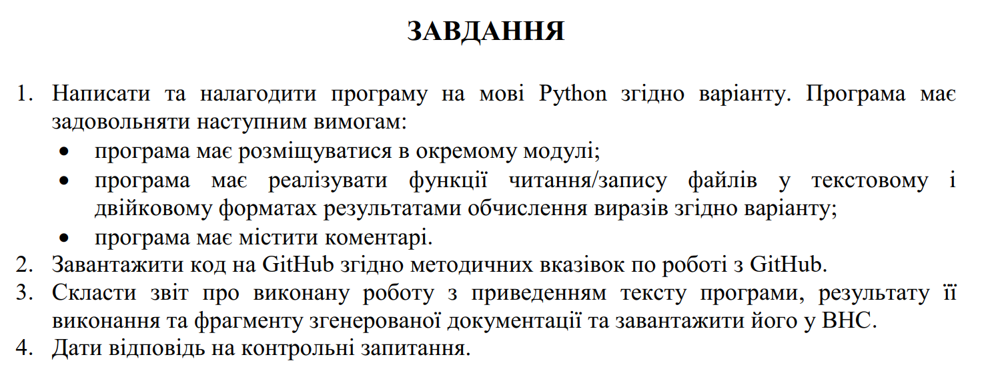 ЗАВДАННЯ
1. Написати та налагодити програму на мові Python згідно варіанту. Програма має
задовольняти наступним вимогам:
• програма має розміщуватися в окремому модулі;
• програма має реалізувати функції читання/запису файлів у текстовому і
двійковому форматах результатами обчислення виразів згідно варіанту;
• програма має містити коментарі.
2. Завантажити код на GitHub згідно методичних вказівок по роботі з GitHub.
3. Скласти звіт про виконану роботу з приведенням тексту програми, результату її
виконання та фрагменту згенерованої документації та завантажити його у ВНС.
4. Дати відповідь на контрольні запитання.